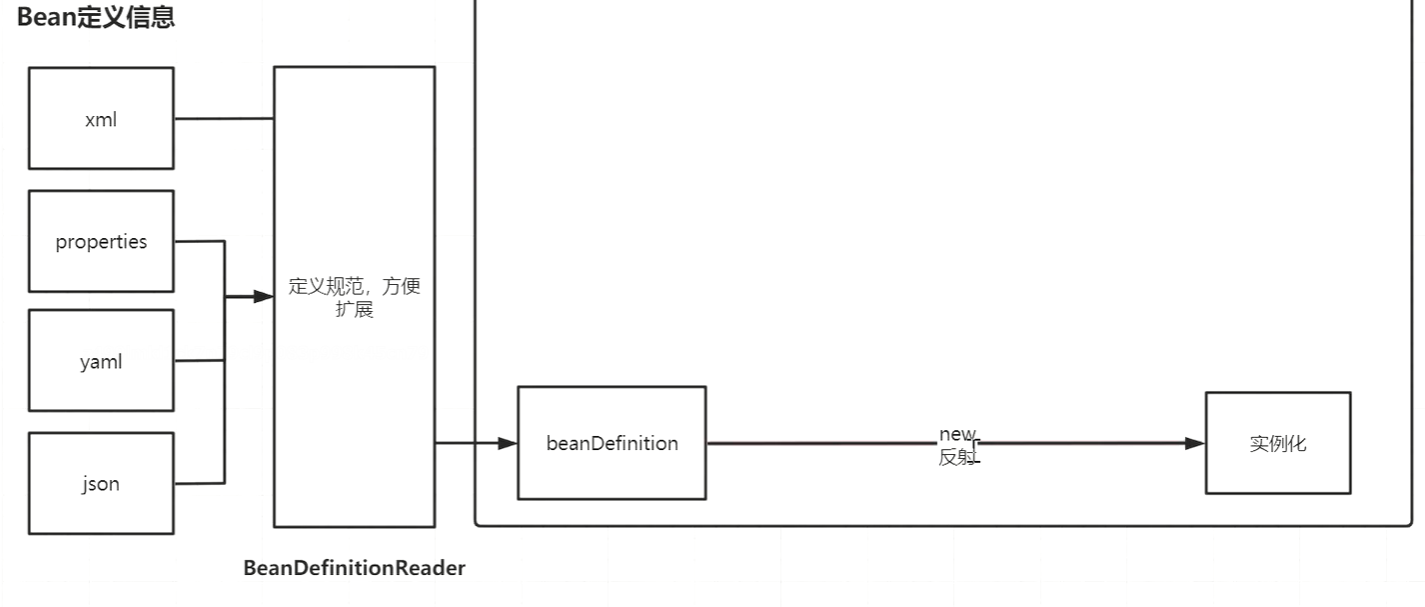 Bean定义信息
xml
properties
yaml
json
定义规范，方便
扩展
BeanDefinitionReader
beanDefinition
new
反射
实例化